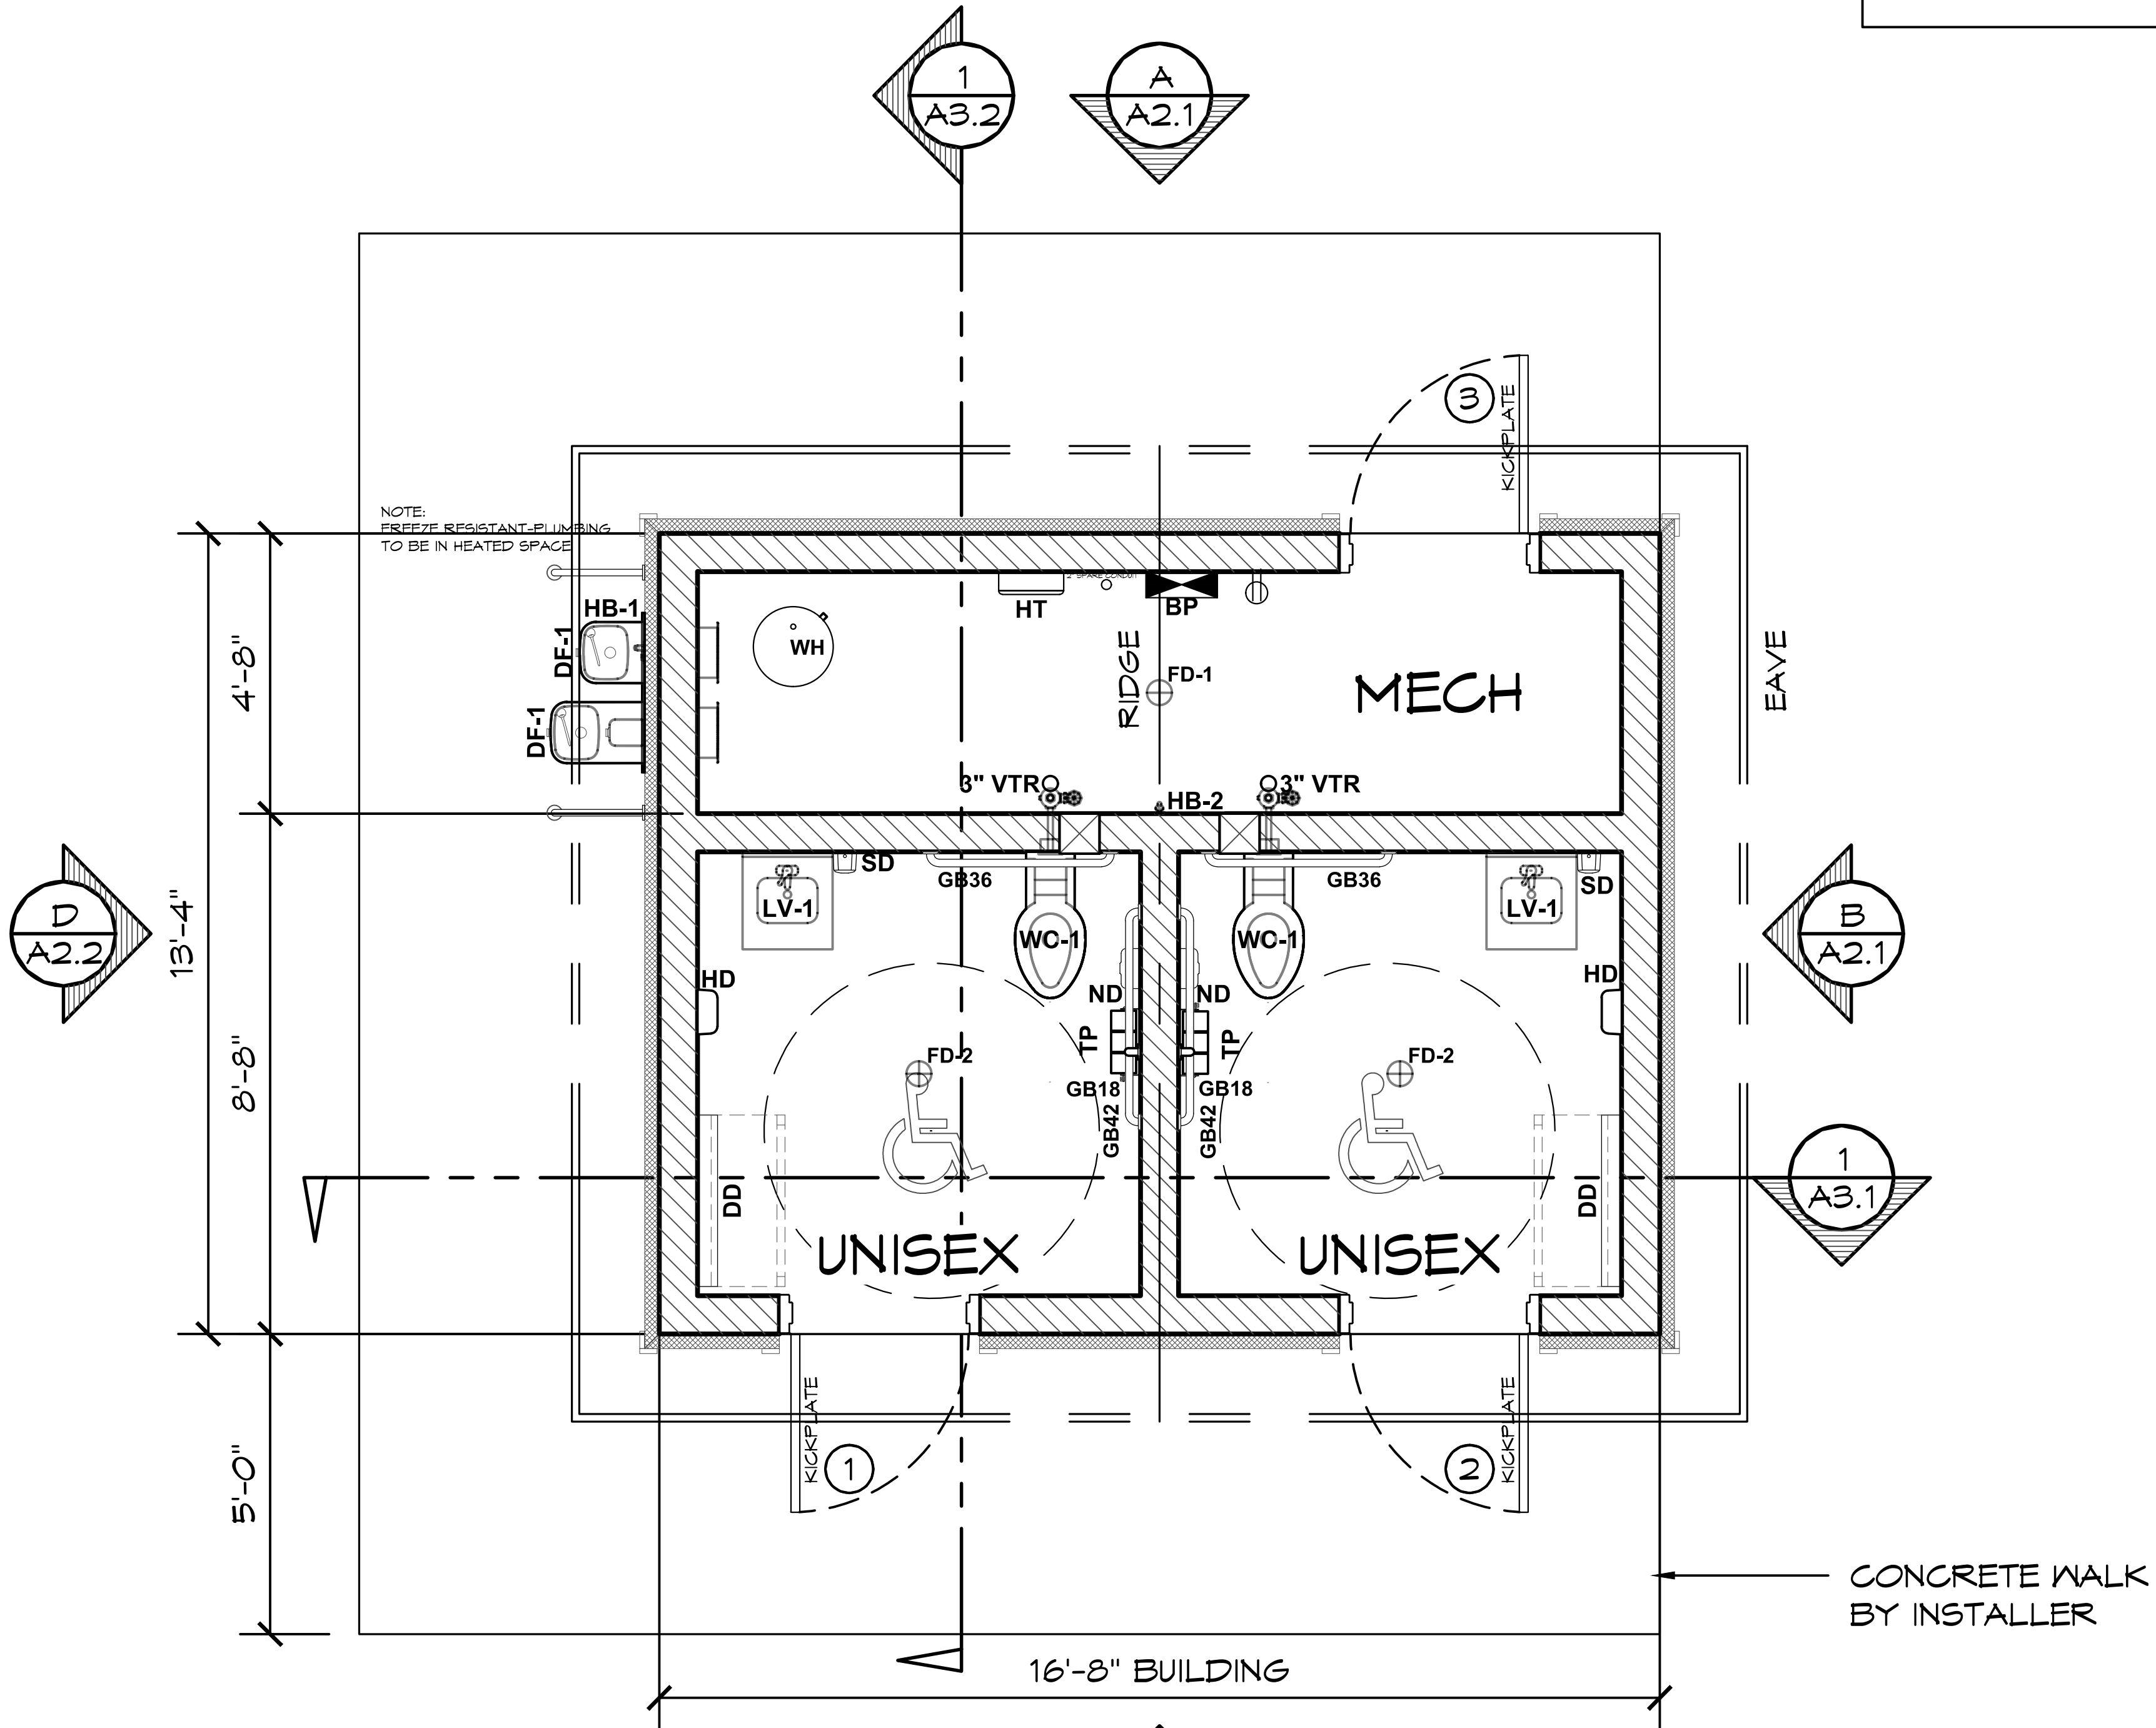 1
A3.2
A
A2.1
3
KICKPLATE
NOTE:
FREEZE RESISTANT-PLUMBING
TO BE IN HEATED SPACE
HB-1
DF-1
DF-1
4'-8"
HT
2" SPARE CONDUIT
BP
WH
RIDGE
FD-1
MECH
EAVE
3" VTR
HB-2
3" VTR
D
A2.2
13'-4"
8'-8"
SD
GB36
GB36
SD
LV-1
WC-1
WC-1
LV-1
B
A2.1
HD
ND
ND
HD
TP
TP
FD-2
FD-2
GB18
GB18
GB42
GB42
DD
DD
1
A3.1
UNISEX
UNISEX
5'-0"
KICKPLATE
1
2
KICKPLATE
CONCRETE WALK
BY INSTALLER
16'-8" BUILDING